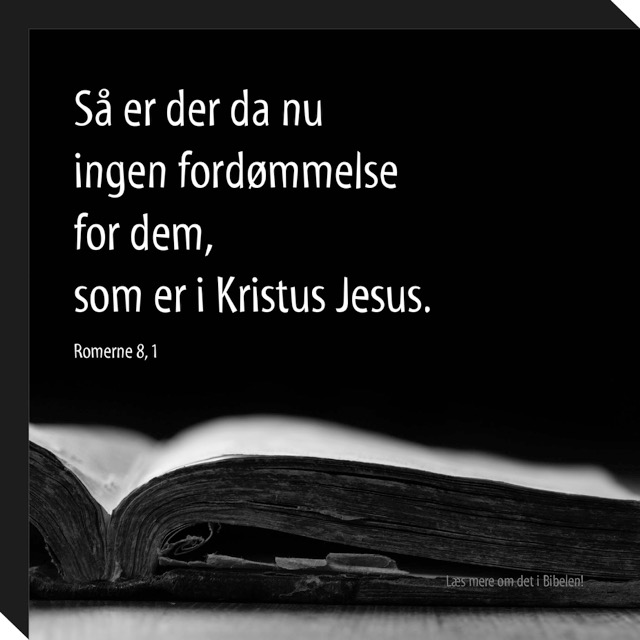 Så er der da nu
ingen fordømmelse
for dem,
som er i Kristus Jesus.
Romerne 8, 1
Læs mere om det i Bibelen!